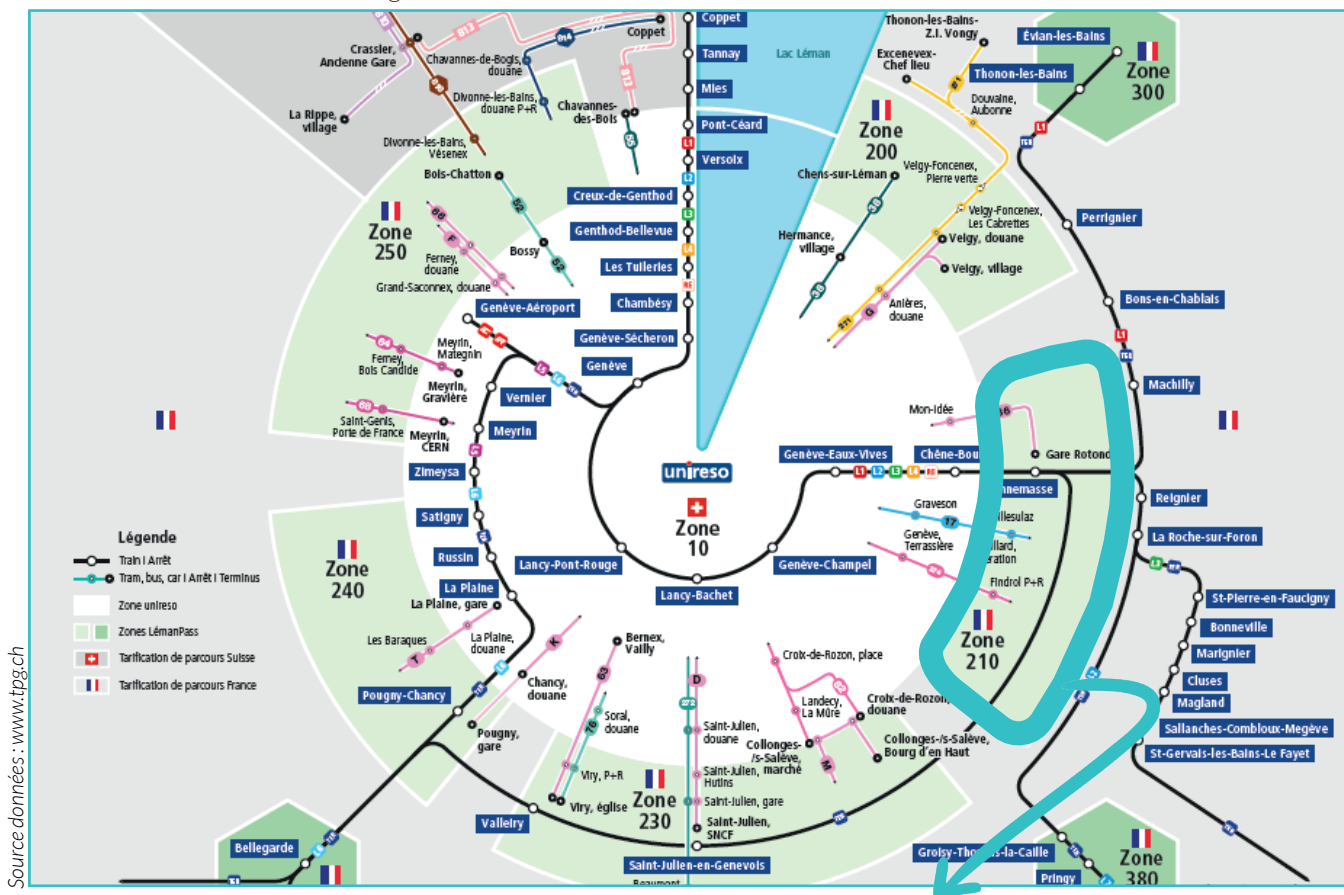 Coppet
Tannay
Mies
Pont-Céard
Versoix
Creux-de-Genthod
Genthod-Bellevue
Les Tuileries
Chambésy
Genève-Sécheron
Genève
Lac Léman
Crassier,
Ancienne Gare
La Rippe,
village
Chavannes-de-Bogis,
douane
Divonne-les-Bains,
douane P+R
Divonne-les-Bains,
Vésenex
Coppet
Chavannes-
des-Bois
Bois-Chatton
Bossy
Zone
250
Ferney,
douane
Grand-Saconnex, douane
Genève-Aéroport
Meyrin,
Mategnin
Ferney,
Bois Candide
Meyrin,
Gravière
Saint-Genis,
Porte de France
Meyrin,
CERN
Vernier
Meyrin
Zimeysa
Satigny
Russin
La Plaine
La Plaine, gare
Les Baraques
La Plaine,
douane
Zone
240
Pougny-Chancy
Chancy,
douane
Pougny,
gare
Bellegarde
Thonon-les-Bains-
Z.I. Vongy
Excenevex-
Chef lieu
Évian-les-Bains
Thonon-les-Bains
Zone
300
Douvaine,
Aubonne
Zone
200
Veigy-Foncenex,
Pierre verte
Chens-sur-Léman
Veigy-Foncenex,
Les Cabrettes
Veigy, douane
Veigy, village
Hermance,
village
Anières,
douane
Perrignier
Bons-en-Chablais
Machilly
Mon-Idée
Gare Roton
Genève-Eaux-Vives
Chêne-Bou
nnemasse
Graveson
illesulaz
Genève,
Terrassière
Findrol P+R
Zone
210
Reignier
La Roche-sur-Foron
St-Pierre-en-Faucigny
Bonneville
Marignier
Cluses
Magland
Sallanches-Combloux-Megève
St-Gervais-les-Bains-Le Fayet
unireso
Zone
10
Lancy-Pont-Rouge
Lancy-Bachet
Genève-Champel
Bernex,
Vailly
Soral,
douane
Viry, P+R
Viry, église
Zone
230
Valleiry
Saint-Julien,
douane
Saint-Julien,
Hutins
Saint-Julien, gare
Saint-Julien,
SNCF
Saint-Julien-en-Genevois
Beaumont
Croix-de-Rozon, place
Landecy,
La Mûre
Croix-de-Rozon,
douane
Collonges-
/s-Salève,
marché
Collonges-/s-Salève,
Bourg d'en Haut
la-Caille
Pringy
Zone
380
Légende
Train I Arrêt
Tram, bus, car I Arrêt I Terminus
Zone unireso
Zones LémanPass
Tarification de parcours Suisse
Tarification de parcours France
Source données : www.tpg.ch